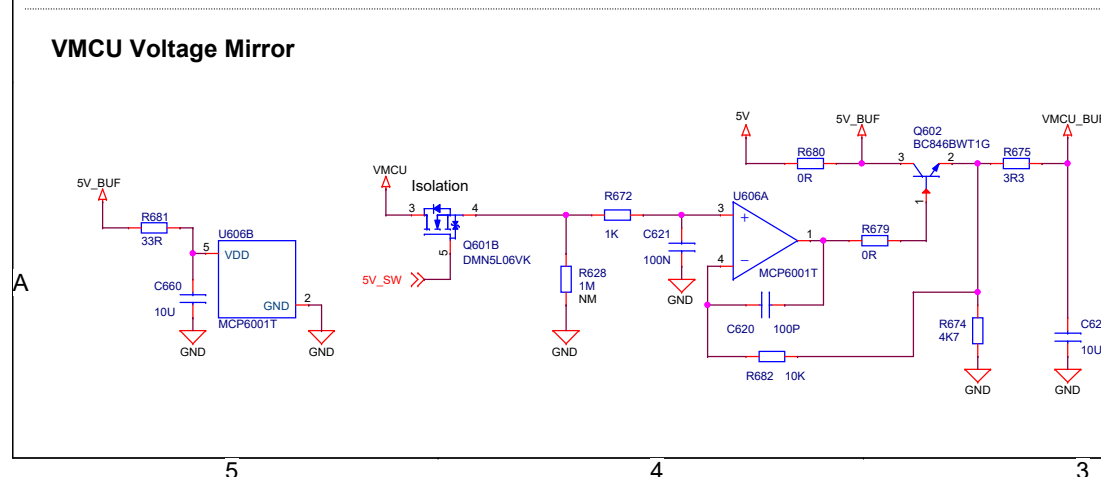 VMCU Voltage Mirror
5V_BUF
R681
33R
5
U606B
VDD
GND
2
MCP6001T
C660
10U
GND
GND
VMCU
Isolation
3
4
5
Q601B
DMN5L06VK
5V_SW
R672
1K
R628
1M
NM
GND
C621
100N
GND
U606A
3
+
4
−
1
MCP6001T
C620
100P
R682
10K
R679
0R
5V
R680
0R
5V_BUF
Q602
BC846BWT1G
3
2
1
R675
3R3
VMCU_BUF
R674
4K7
GND
C62
10U
GND
A
5
4
3